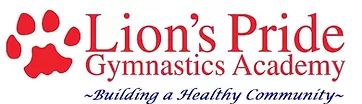 Lion's Pride
Gymnastics Academy
~Building a Healthy Community~